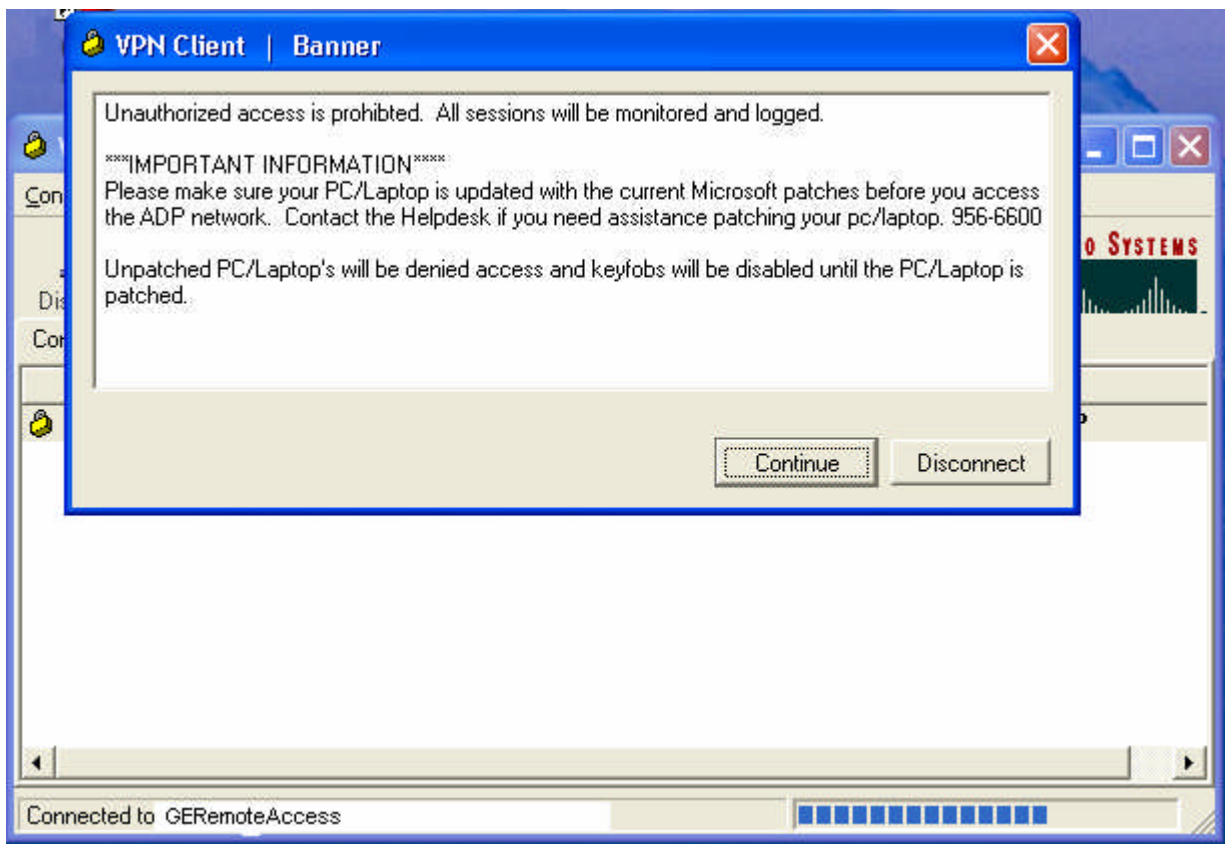 VPN Client | Banner
Unauthorized access is prohibted. All sessions will be monitored and logged.
***IMPORTANT INFORMATION****
Please make sure your PC/Laptop is updated with the current Microsoft patches before you access
the ADP network. Contact the Helpdesk if you need assistance patching your pc/laptop. 956-6600
Unpatched PC/Laptop's will be denied access and keyfobs will be disabled until the PC/Laptop is
patched.
Continue Disconnect
SYSTEMS
Connected to GERemoteAccess